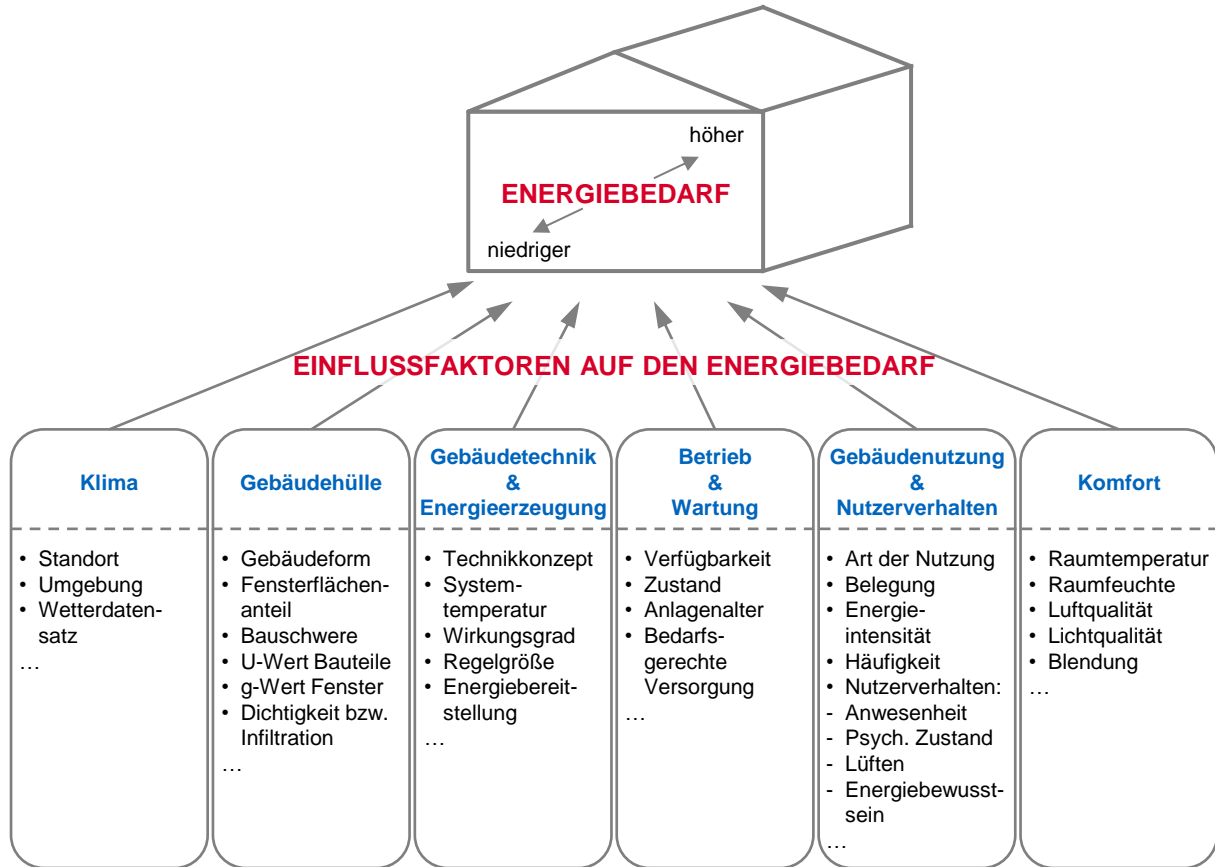 höher
ENERGIEBEDARF
niedriger
EINFLUSSFAKTOREN AUF DEN ENERGIEBEDARF
Klima
• Standort
• Umgebung
• Wetterdaten-
satz
…
Gebäudehülle
• Gebäudeform
• Fensterflächen-
anteil
• Bauschwere
• U-Wert Bauteile
• g-Wert Fenster
• Dichtigkeit bzw.
Infiltration
…
Gebäudetechnik
&
Energieerzeugung
• Technikkonzept
• System-
temperatur
• Wirkungsgrad
• Regelgröße
• Energiebereit-
stellung
…
Betrieb
&
Wartung
• Verfügbarkeit
• Zustand
• Anlagenalter
• Bedarfs-
gerechte
Versorgung
…
Gebäudenutzung
&
Nutzerverhalten
• Art der Nutzung
• Belegung
• Energie-
intensität
• Häufigkeit
• Nutzerverhalten:
- Anwesenheit
- Psych. Zustand
- Lüften
- Energiebewusst-
sein
…
Komfort
• Raumtemperatur
• Raumfeuchte
• Luftqualität
• Lichtqualität
• Blendung
…